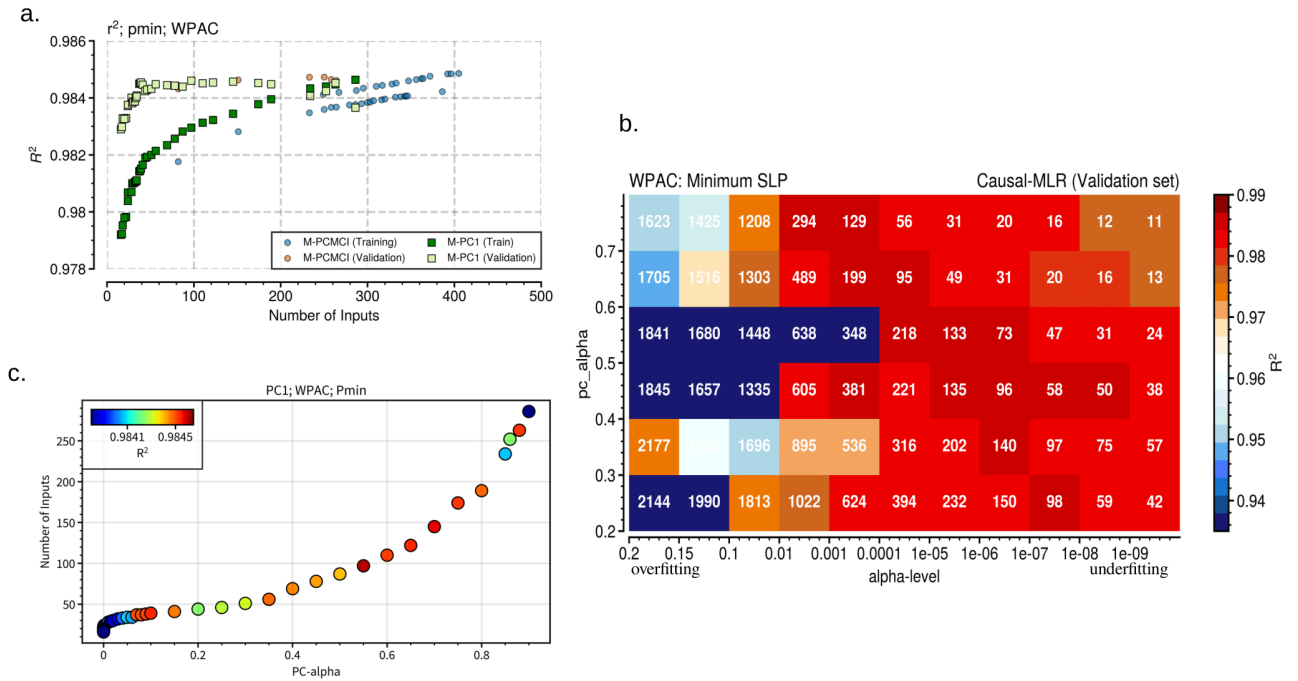 a.
r²; pmin; WPAC
0.986
0.984
0.982
0.98
0.978
R²
0 100 200 300 400 500
Number of Inputs
M-PCMCI (Training)
M-PCMCI (Validation)
M-PC1 (Train)
M-PC1 (Validation)
b.
WPAC: Minimum SLP Causal-MLR (Validation set)
1623 1425 1208 294 129 56 31 20 16 12 11
1705 1516 1303 489 199 95 49 31 20 16 13
1841 1680 1448 638 348 218 133 73 47 31 24
1845 1657 1335 605 381 221 135 96 58 50 38
2177 1696 895 536 316 202 140 97 75 57
2144 1990 1813 1022 624 394 232 150 98 59 42
0.7
0.6
0.5
0.4
0.3
0.2
pc_alpha
0.2 0.15 0.1 0.01 0.001 0.0001 1e-05 1e-06 1e-07 1e-08 1e-09
overfitting
alpha-level
underfitting
0.99
0.98
0.97
0.96
0.95
0.94
R²
c.
PC1; WPAC; Pmin
0.9841 0.9845
R²
250
200
150
100
50
Number of Inputs
0 0.2 0.4 0.6 0.8
PC-alpha